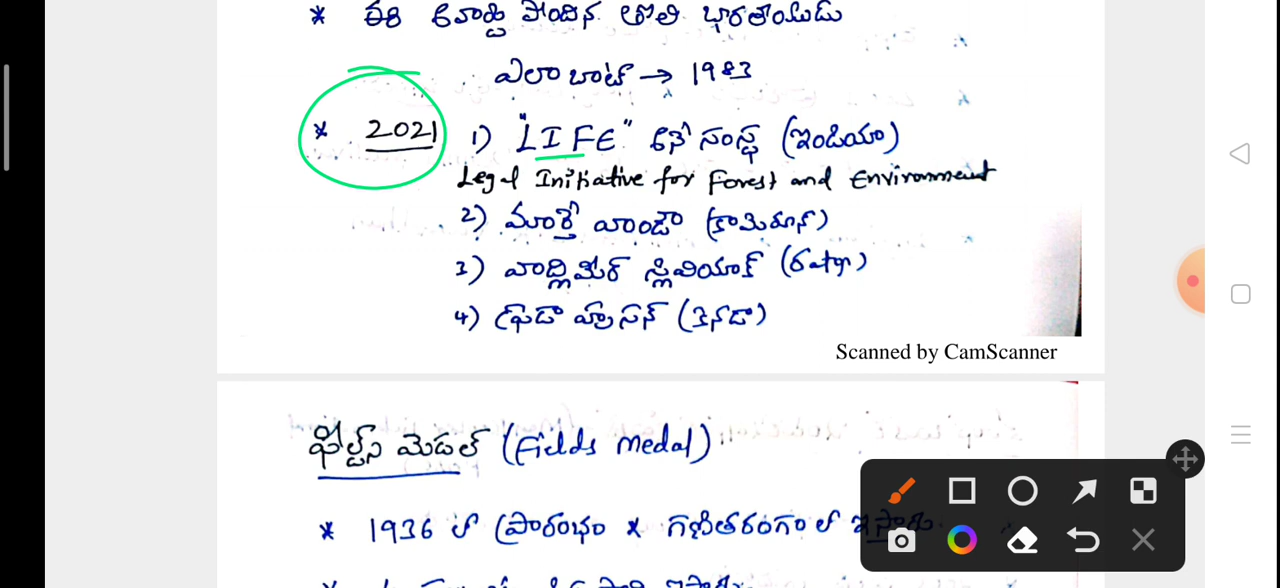 * ఈ అవార్డు పొందిన తొలి భారతీయుడు
ఎలా బాట్ → 1983
* 2021 1) "LIFE" అనే సంస్థ (ఇండియా)
Legal Initiative for Forest and Environment
2) మార్తే వాండౌ (కామెరూన్)
3) వ్లాదిమిర్ స్లివియాక్ (రష్యా)
4) ఫ్రెడా హ్యూసన్ (కెనడా)
Scanned by CamScanner
ఫీల్డ్స్ మెడల్ (Fields medal)
* 1936 లో ప్రారంభం * గణితరంగం లో ఇస్తారు.